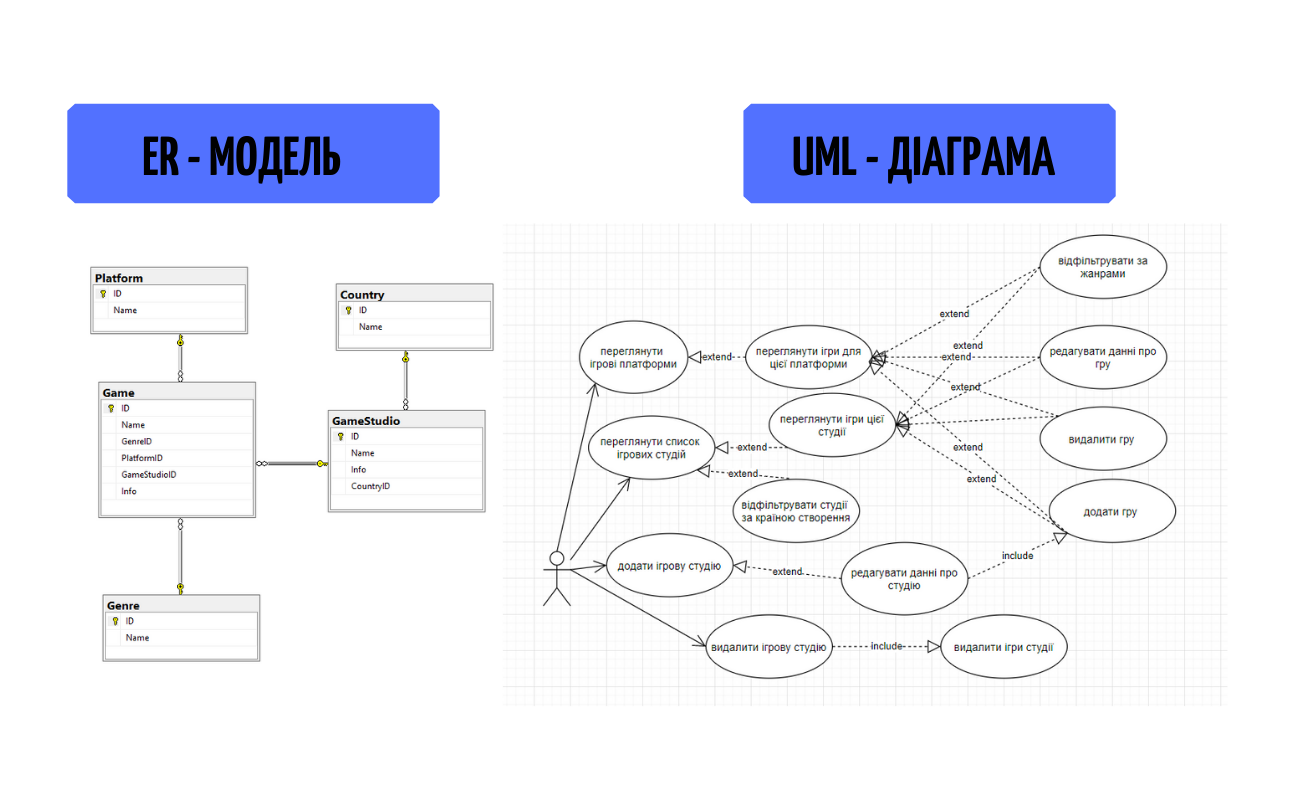 ER - МОДЕЛЬ
UML - ДІАГРАМА
Platform
ID
Name
Country
ID
Name
Game
ID
Name
GenreID
PlatformID
GameStudioID
Info
GameStudio
ID
Name
Info
CountryID
Genre
ID
Name
відфільтрувати за
жанрами
extend
переглянути
ігрові платформи
extend
переглянути ігри для
цієї платформи
extend
extend
редагувати данні про
гру
extend
переглянути ігри цієї
студії
видалити гру
переглянути список
ігрових студій
extend
extend
extend
extend
відфільтрувати студії
за країною створення
додати гру
include
додати ігрову студію
extend
редагувати данні про
студію
видалити ігрову студію
include
видалити ігри студії